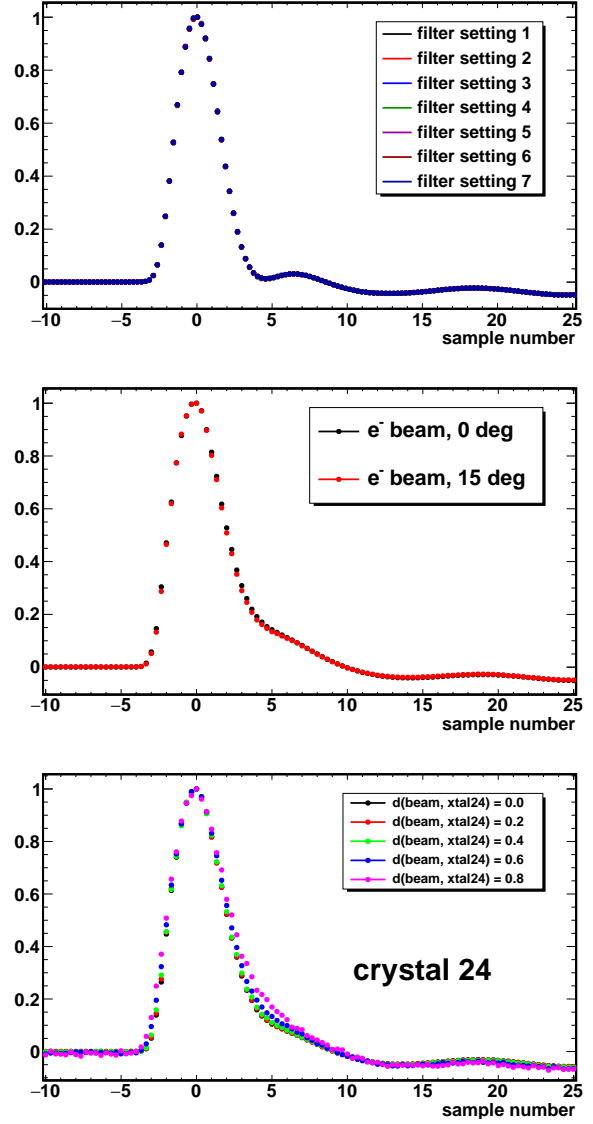 1
filter setting 1
filter setting 2
0.8
filter setting 3
filter setting 4
0.6
filter setting 5
filter setting 6
0.4
filter setting 7
0.2
0
−10 −5 0 5 10 15 20 25
sample number
1
e- beam, 0 deg
0.8
e- beam, 15 deg
0.6
0.4
0.2
0
−10 −5 0 5 10 15 20 25
sample number
1
d(beam, xtal24) = 0.0
d(beam, xtal24) = 0.2
0.8
d(beam, xtal24) = 0.4
d(beam, xtal24) = 0.6
d(beam, xtal24) = 0.8
0.6
0.4
crystal 24
0.2
0
−10 −5 0 5 10 15 20 25
sample number